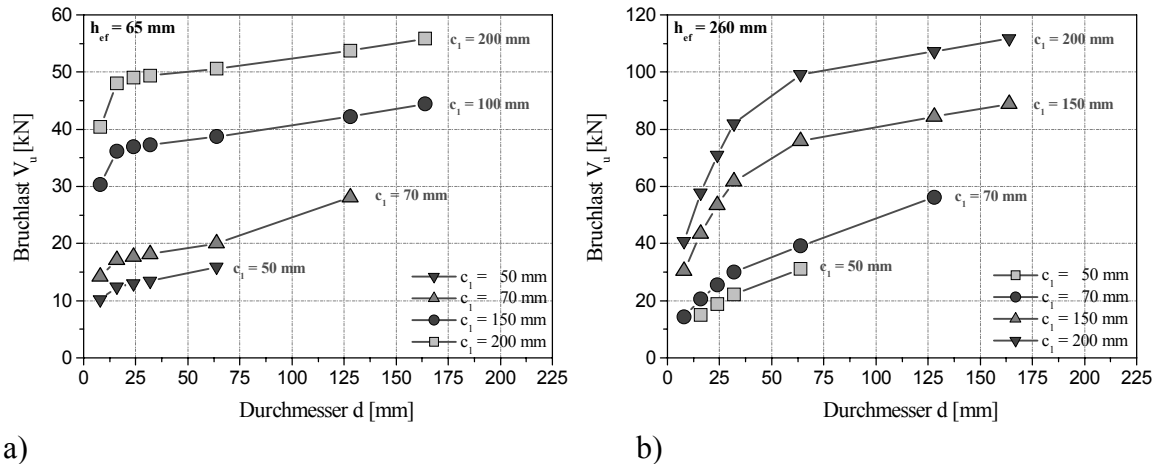 h_ef = 65 mm
Bruchlast V_u [kN]
60
50
40
30
20
10
0
c_1 = 200 mm
c_1 = 100 mm
c_1 = 70 mm
c_1 = 50 mm
c_1 = 50 mm
c_1 = 70 mm
c_1 = 150 mm
c_1 = 200 mm
0 25 50 75 100 125 150 175 200 225
Durchmesser d [mm]
a)
h_ef = 260 mm
Bruchlast V_u [kN]
120
100
80
60
40
20
0
c_1 = 200 mm
c_1 = 150 mm
c_1 = 70 mm
c_1 = 50 mm
c_1 = 50 mm
c_1 = 70 mm
c_1 = 150 mm
c_1 = 200 mm
0 25 50 75 100 125 150 175 200 225
Durchmesser d [mm]
b)